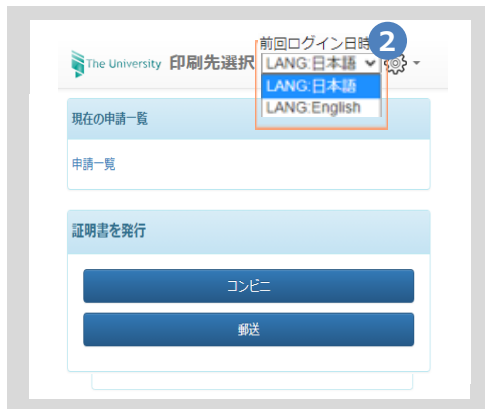 前回ログイン日時
2
The University 印刷先選択 LANG:日本語
LANG:日本語
LANG:English
現在の申請一覧
申請一覧
証明書を発行
コンビニ
郵送